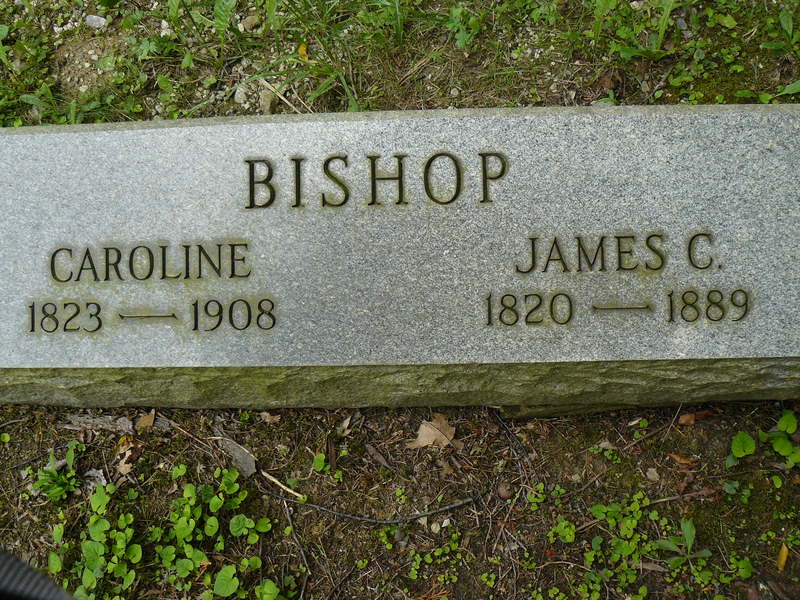 BISHOP
CAROLINE JAMES C.
1823 — 1908 1820 — 1889